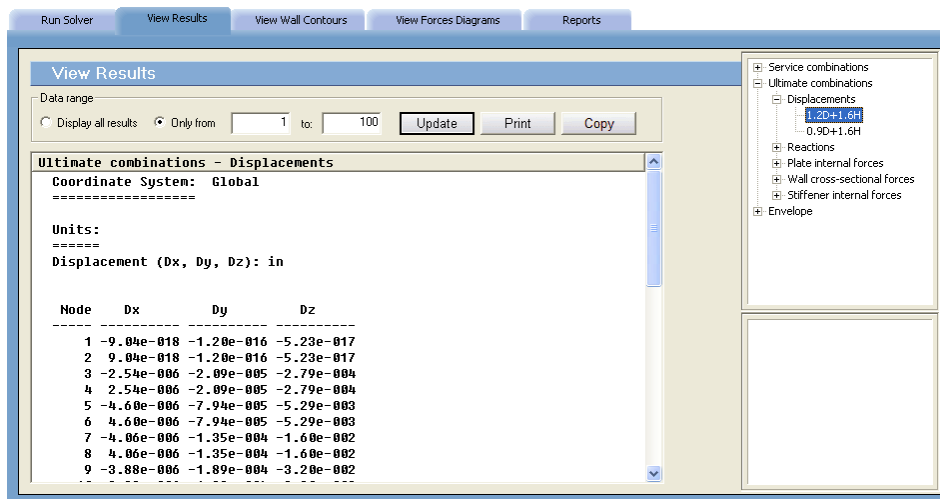 Run Solver View Results View Wall Contours View Forces Diagrams Reports
View Results
Data range
Display all results Only from 1 to: 100 Update Print Copy
Ultimate combinations - Displacements
Coordinate System: Global
==================
Units:
======
Displacement (Dx, Dy, Dz): in
Node Dx Dy Dz
----- ---------- ---------- ----------
1 -9.04e-018 -1.20e-016 -5.23e-017
2 9.04e-018 -1.20e-016 -5.23e-017
3 -2.54e-006 -2.09e-005 -2.79e-004
4 2.54e-006 -2.09e-005 -2.79e-004
5 -4.60e-006 -7.94e-005 -5.29e-003
6 4.60e-006 -7.94e-005 -5.29e-003
7 -4.06e-006 -1.35e-004 -1.60e-002
8 4.06e-006 -1.35e-004 -1.60e-002
9 -3.88e-006 -1.89e-004 -3.20e-002
Service combinations
Ultimate combinations
Displacements
1.2D+1.6H
0.9D+1.6H
Reactions
Plate internal forces
Wall cross-sectional forces
Stiffener internal forces
Envelope